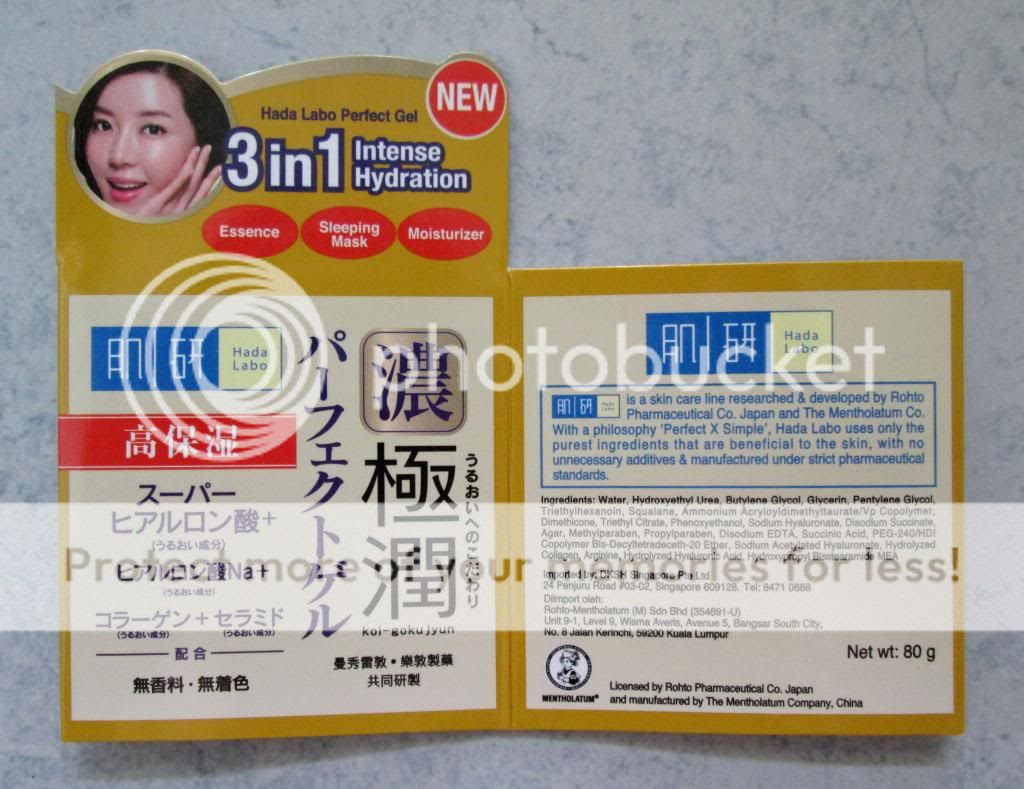 NEW
Hada Labo Perfect Gel
3 in 1 Intense
Hydration
Essence
Sleeping
Mask
Moisturizer
肌研 Hada
Labo
高保湿
スーパー
ヒアルロン酸+
(うるおい成分)
ヒアルロン酸Na+
(うるおい成分)
コラーゲン+セラミド
(うるおい成分) (うるおい成分)
配合
無香料・無着色
パーフェクトゲル
濃
極
潤
koi-gokujyun
うるおいへのこだわり
曼秀雷敦・樂敦製藥
共同研製
肌研 Hada
Labo
肌研 Hada Labo is a skin care line researched & developed by Rohto
Pharmaceutical Co. Japan and The Mentholatum Co.
With a philosophy 'Perfect X Simple', Hada Labo uses only the
purest ingredients that are beneficial to the skin, with no
unnecessary additives & manufactured under strict pharmaceutical
standards.
Ingredients: Water, Hydroxyethyl Urea, Butylene Glycol, Glycerin, Pentylene Glycol,
Triethylhexanoin, Squalane, Ammonium Acryloyldimethyltaurate/Vp Copolymer,
Dimethicone, Triethyl Citrate, Phenoxyethanol, Sodium Hyaluronate, Disodium Succinate,
Agar, Methylparaben, Propylparaben, Disodium EDTA, Succinic Acid, PEG-240/HDI
Copolymer Bis-Decyltetradeceth-20 Ether, Sodium Acetylated Hyaluronate, Hydrolyzed
Collagen, Arginine, Hydrolyzed Hyaluronic Acid, Hydroxypropyl Bisstearamide MEA
Imported by: DKSH Singapore Pte Ltd
24 Penjuru Road #03-02, Singapore 609128. Tel: 6471 0888
Diimport oleh:
Rohto-Mentholatum (M) Sdn Bhd (354691-U)
Unit 9-1, Level 9, Wisma Averis, Avenue 5, Bangsar South City,
No. 8 Jalan Kerinchi, 59200 Kuala Lumpur
Net wt: 80 g
MENTHOLATUM®
Licensed by Rohto Pharmaceutical Co. Japan
and manufactured by The Mentholatum Company, China
photobucket
Protect more of your memories for less!